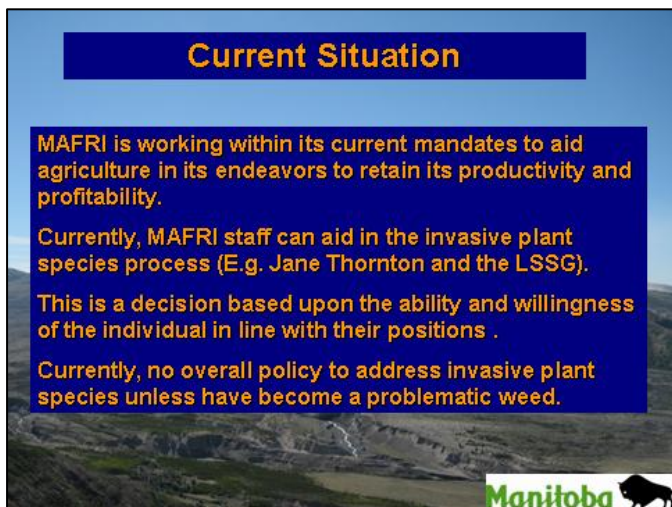 Current Situation
MAFRI is working within its current mandates to aid
agriculture in its endeavors to retain its productivity and
profitability.
Currently, MAFRI staff can aid in the invasive plant
species process (E.g. Jane Thornton and the LSSG).
This is a decision based upon the ability and willingness
of the individual in line with their positions .
Currently, no overall policy to address invasive plant
species unless have become a problematic weed.
Manitoba